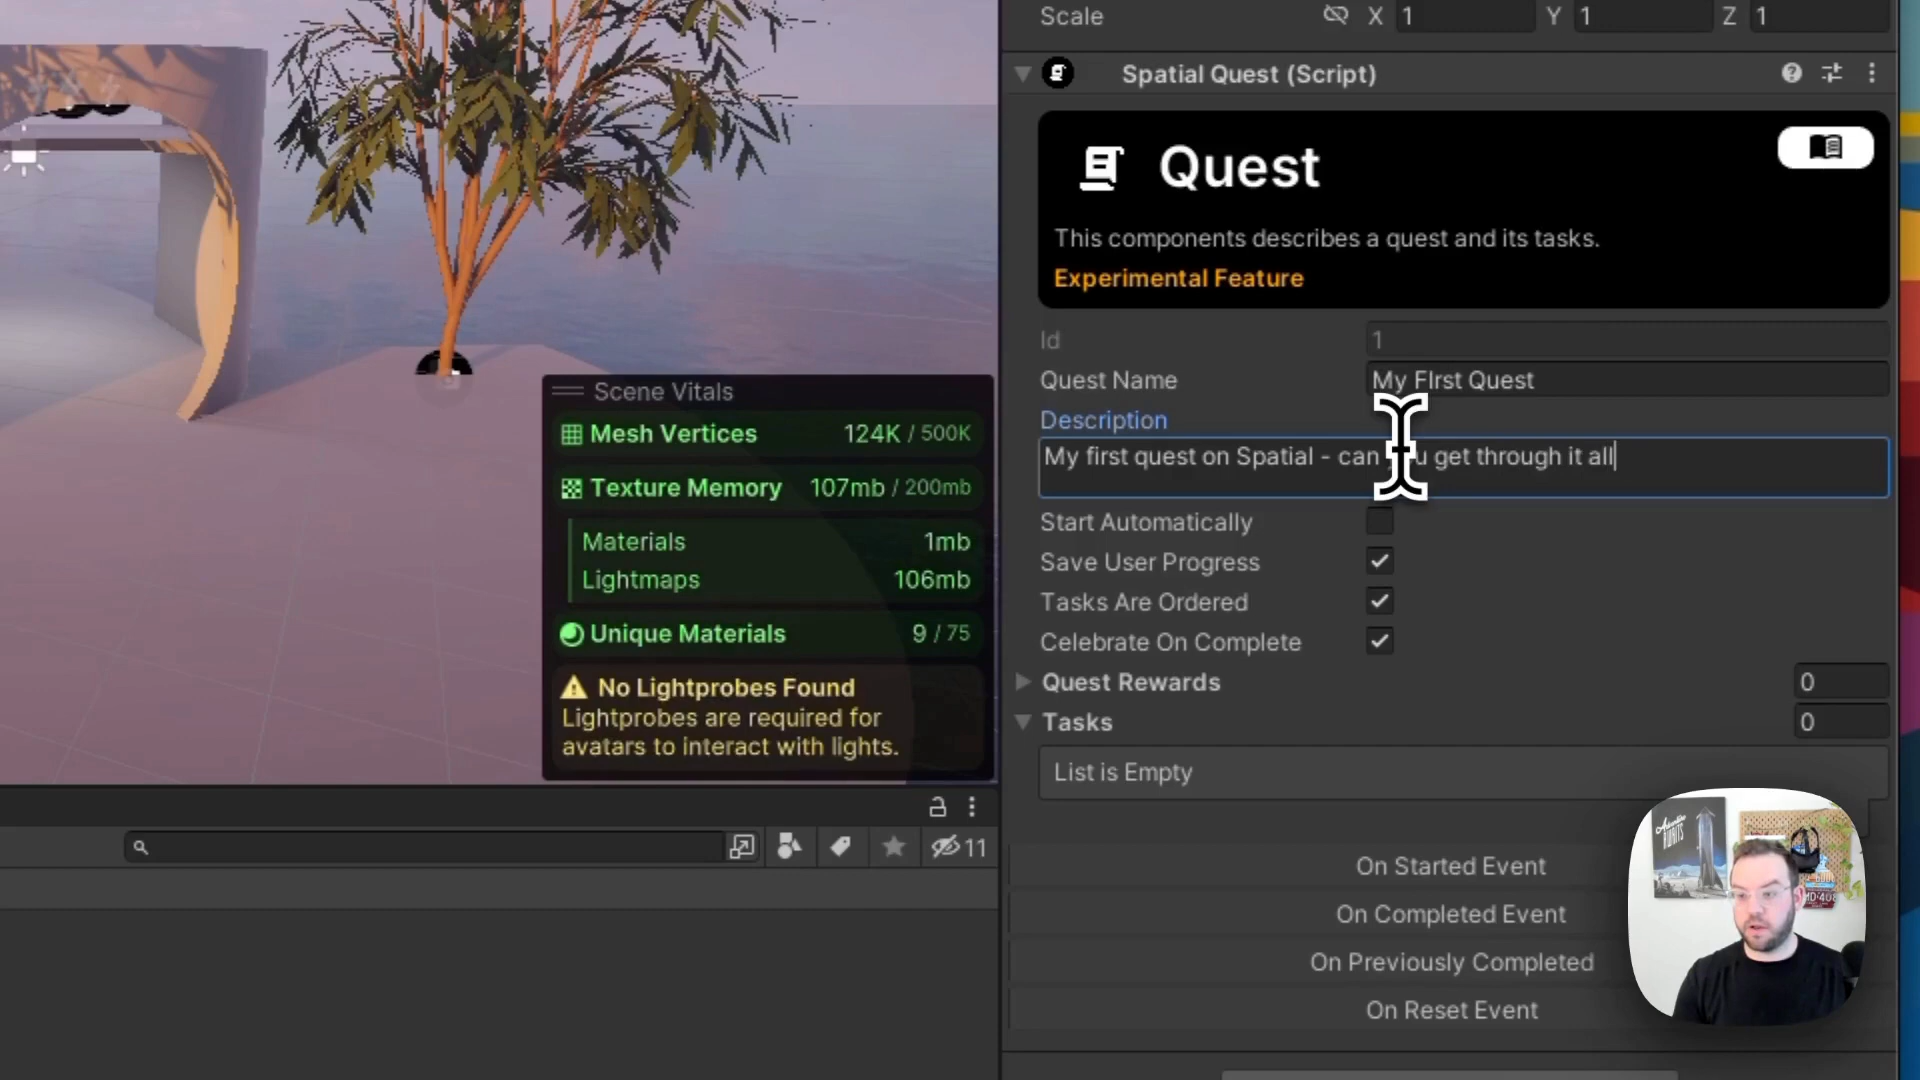 Scale X 1 Y 1 Z 1
Spatial Quest (Script)
Quest
This components describes a quest and its tasks.
Experimental Feature
Id 1
Quest Name My FIrst Quest
Description
My first quest on Spatial - can u get through it all
Start Automatically
Save User Progress
Tasks Are Ordered
Celebrate On Complete
Quest Rewards 0
Tasks 0
List is Empty
On Started Event
On Completed Event
On Previously Completed
On Reset Event
Scene Vitals
Mesh Vertices 124K / 500K
Texture Memory 107mb / 200mb
Materials 1mb
Lightmaps 106mb
Unique Materials 9 / 75
No Lightprobes Found
Lightprobes are required for
avatars to interact with lights.
11
Adventure
AWAITS